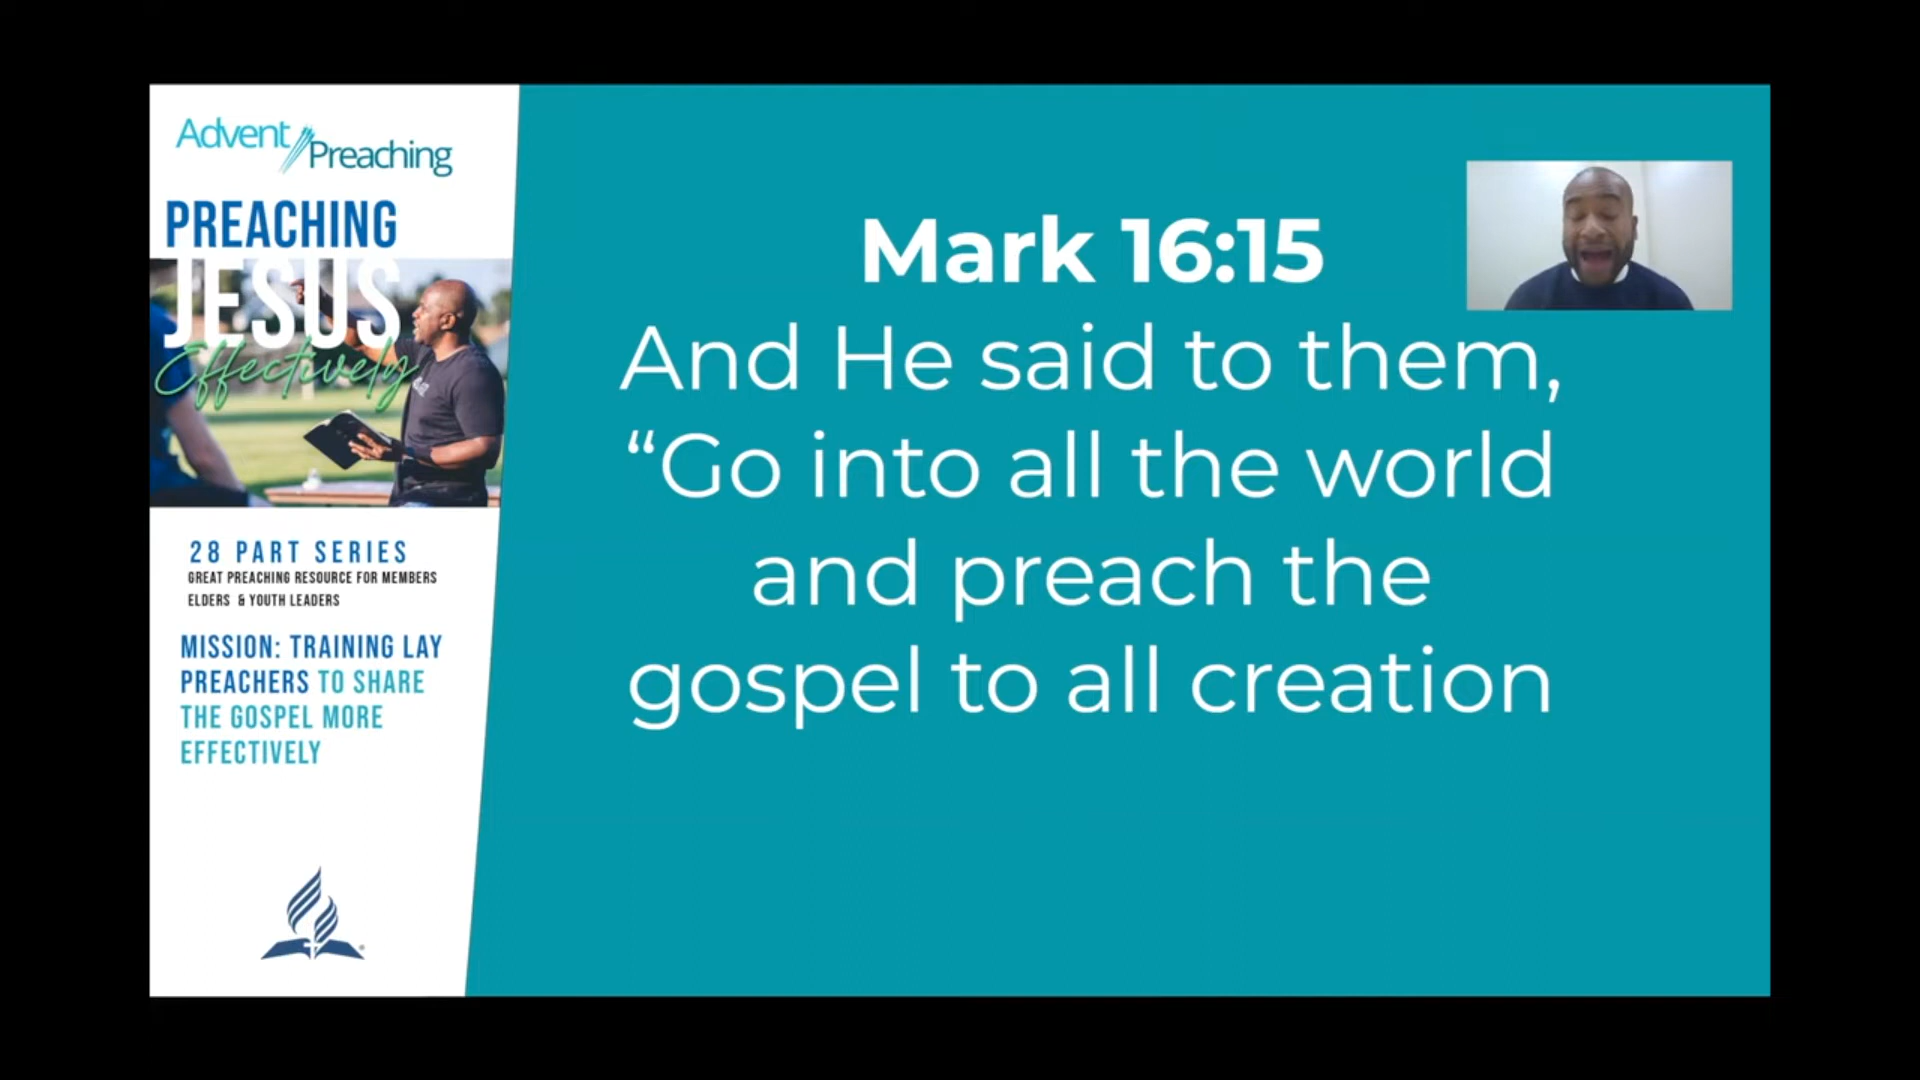 Advent
Preaching
PREACHING
JESUS
Effectively
28 PART SERIES
GREAT PREACHING RESOURCE FOR MEMBERS
ELERS & YOUTH LEADERS
MISSION: TRAINING LAY
PREACHERS TO SHARE
THE GOSPEL MORE
EFFECTIVELY
Mark 16:15
And He said to them,
“Go into all the world
and preach the
gospel to all creation